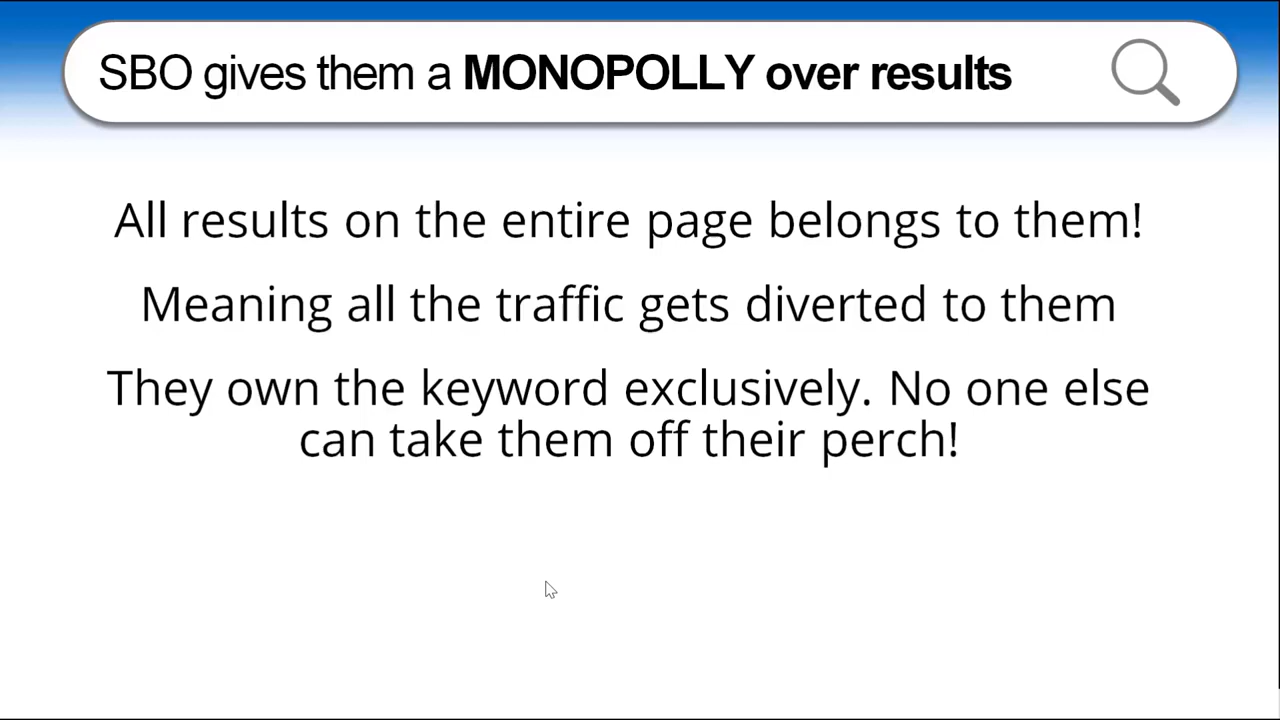 SBO gives them a MONOPOLLY over results
All results on the entire page belongs to them!
Meaning all the traffic gets diverted to them
They own the keyword exclusively. No one else
can take them off their perch!